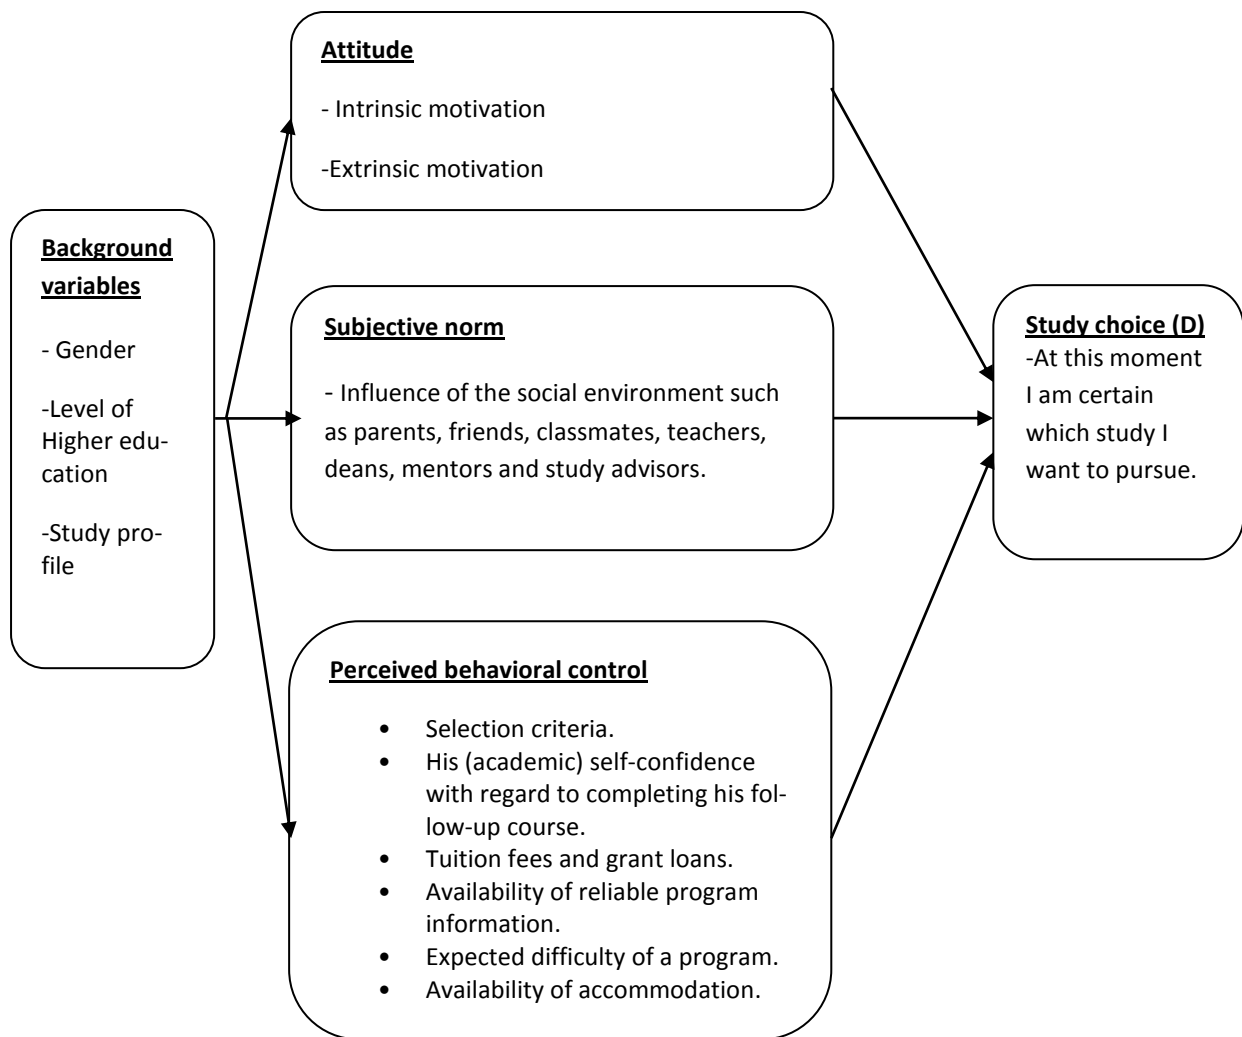 Attitude
- Intrinsic motivation
-Extrinsic motivation
Background
variables
- Gender
-Level of
Higher edu-
cation
-Study pro-
file
Subjective norm
- Influence of the social environment such
as parents, friends, classmates, teachers,
deans, mentors and study advisors.
Perceived behavioral control
• Selection criteria.
• His (academic) self-confidence
with regard to completing his fol-
low-up course.
• Tuition fees and grant loans.
• Availability of reliable program
information.
• Expected difficulty of a program.
• Availability of accommodation.
Study choice (D)
-At this moment
I am certain
which study I
want to pursue.